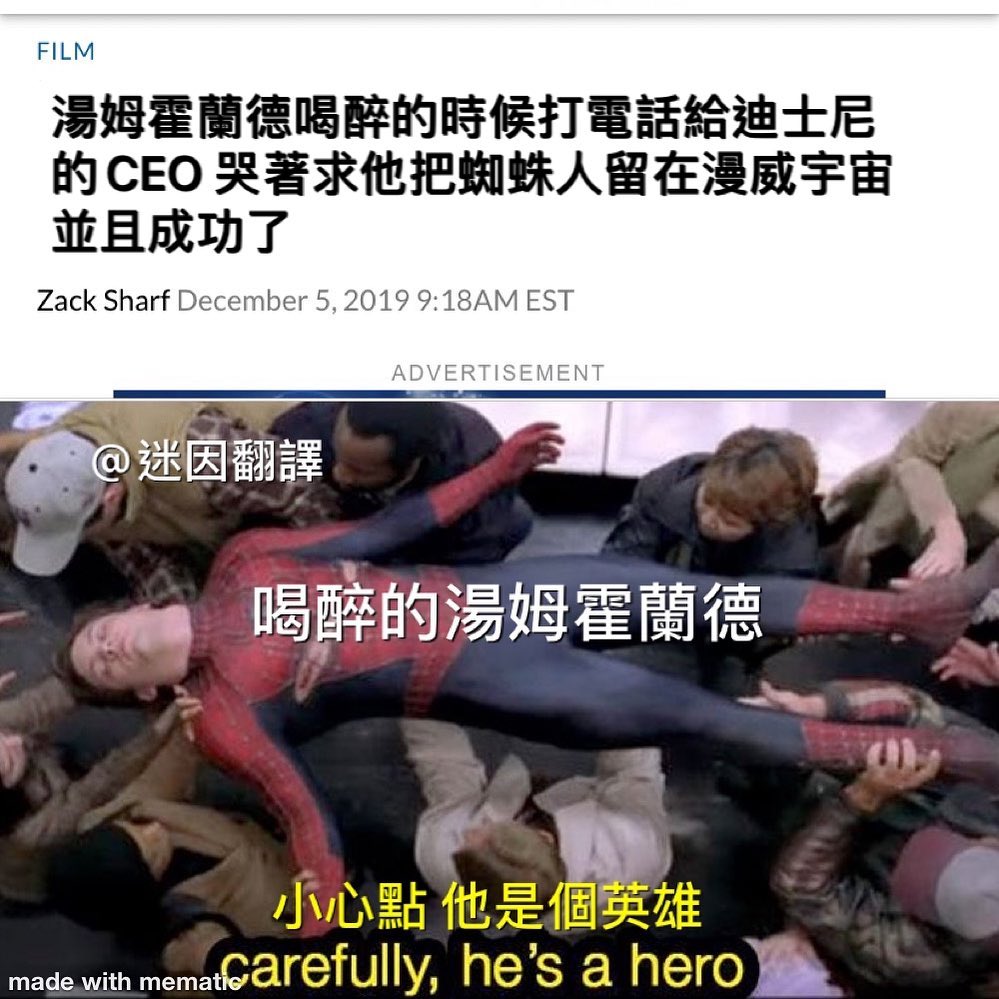 FILM
湯姆霍蘭德喝醉的時候打電話給迪士尼
的CEO 哭著求他把蜘蛛人留在漫威宇宙
並且成功了
Zack Sharf December 5, 2019 9:18AM EST
ADVERTISEMENT
@迷因翻譯
喝醉的湯姆霍蘭德
小心點 他是個英雄
carefully, he's a hero
made with mematic